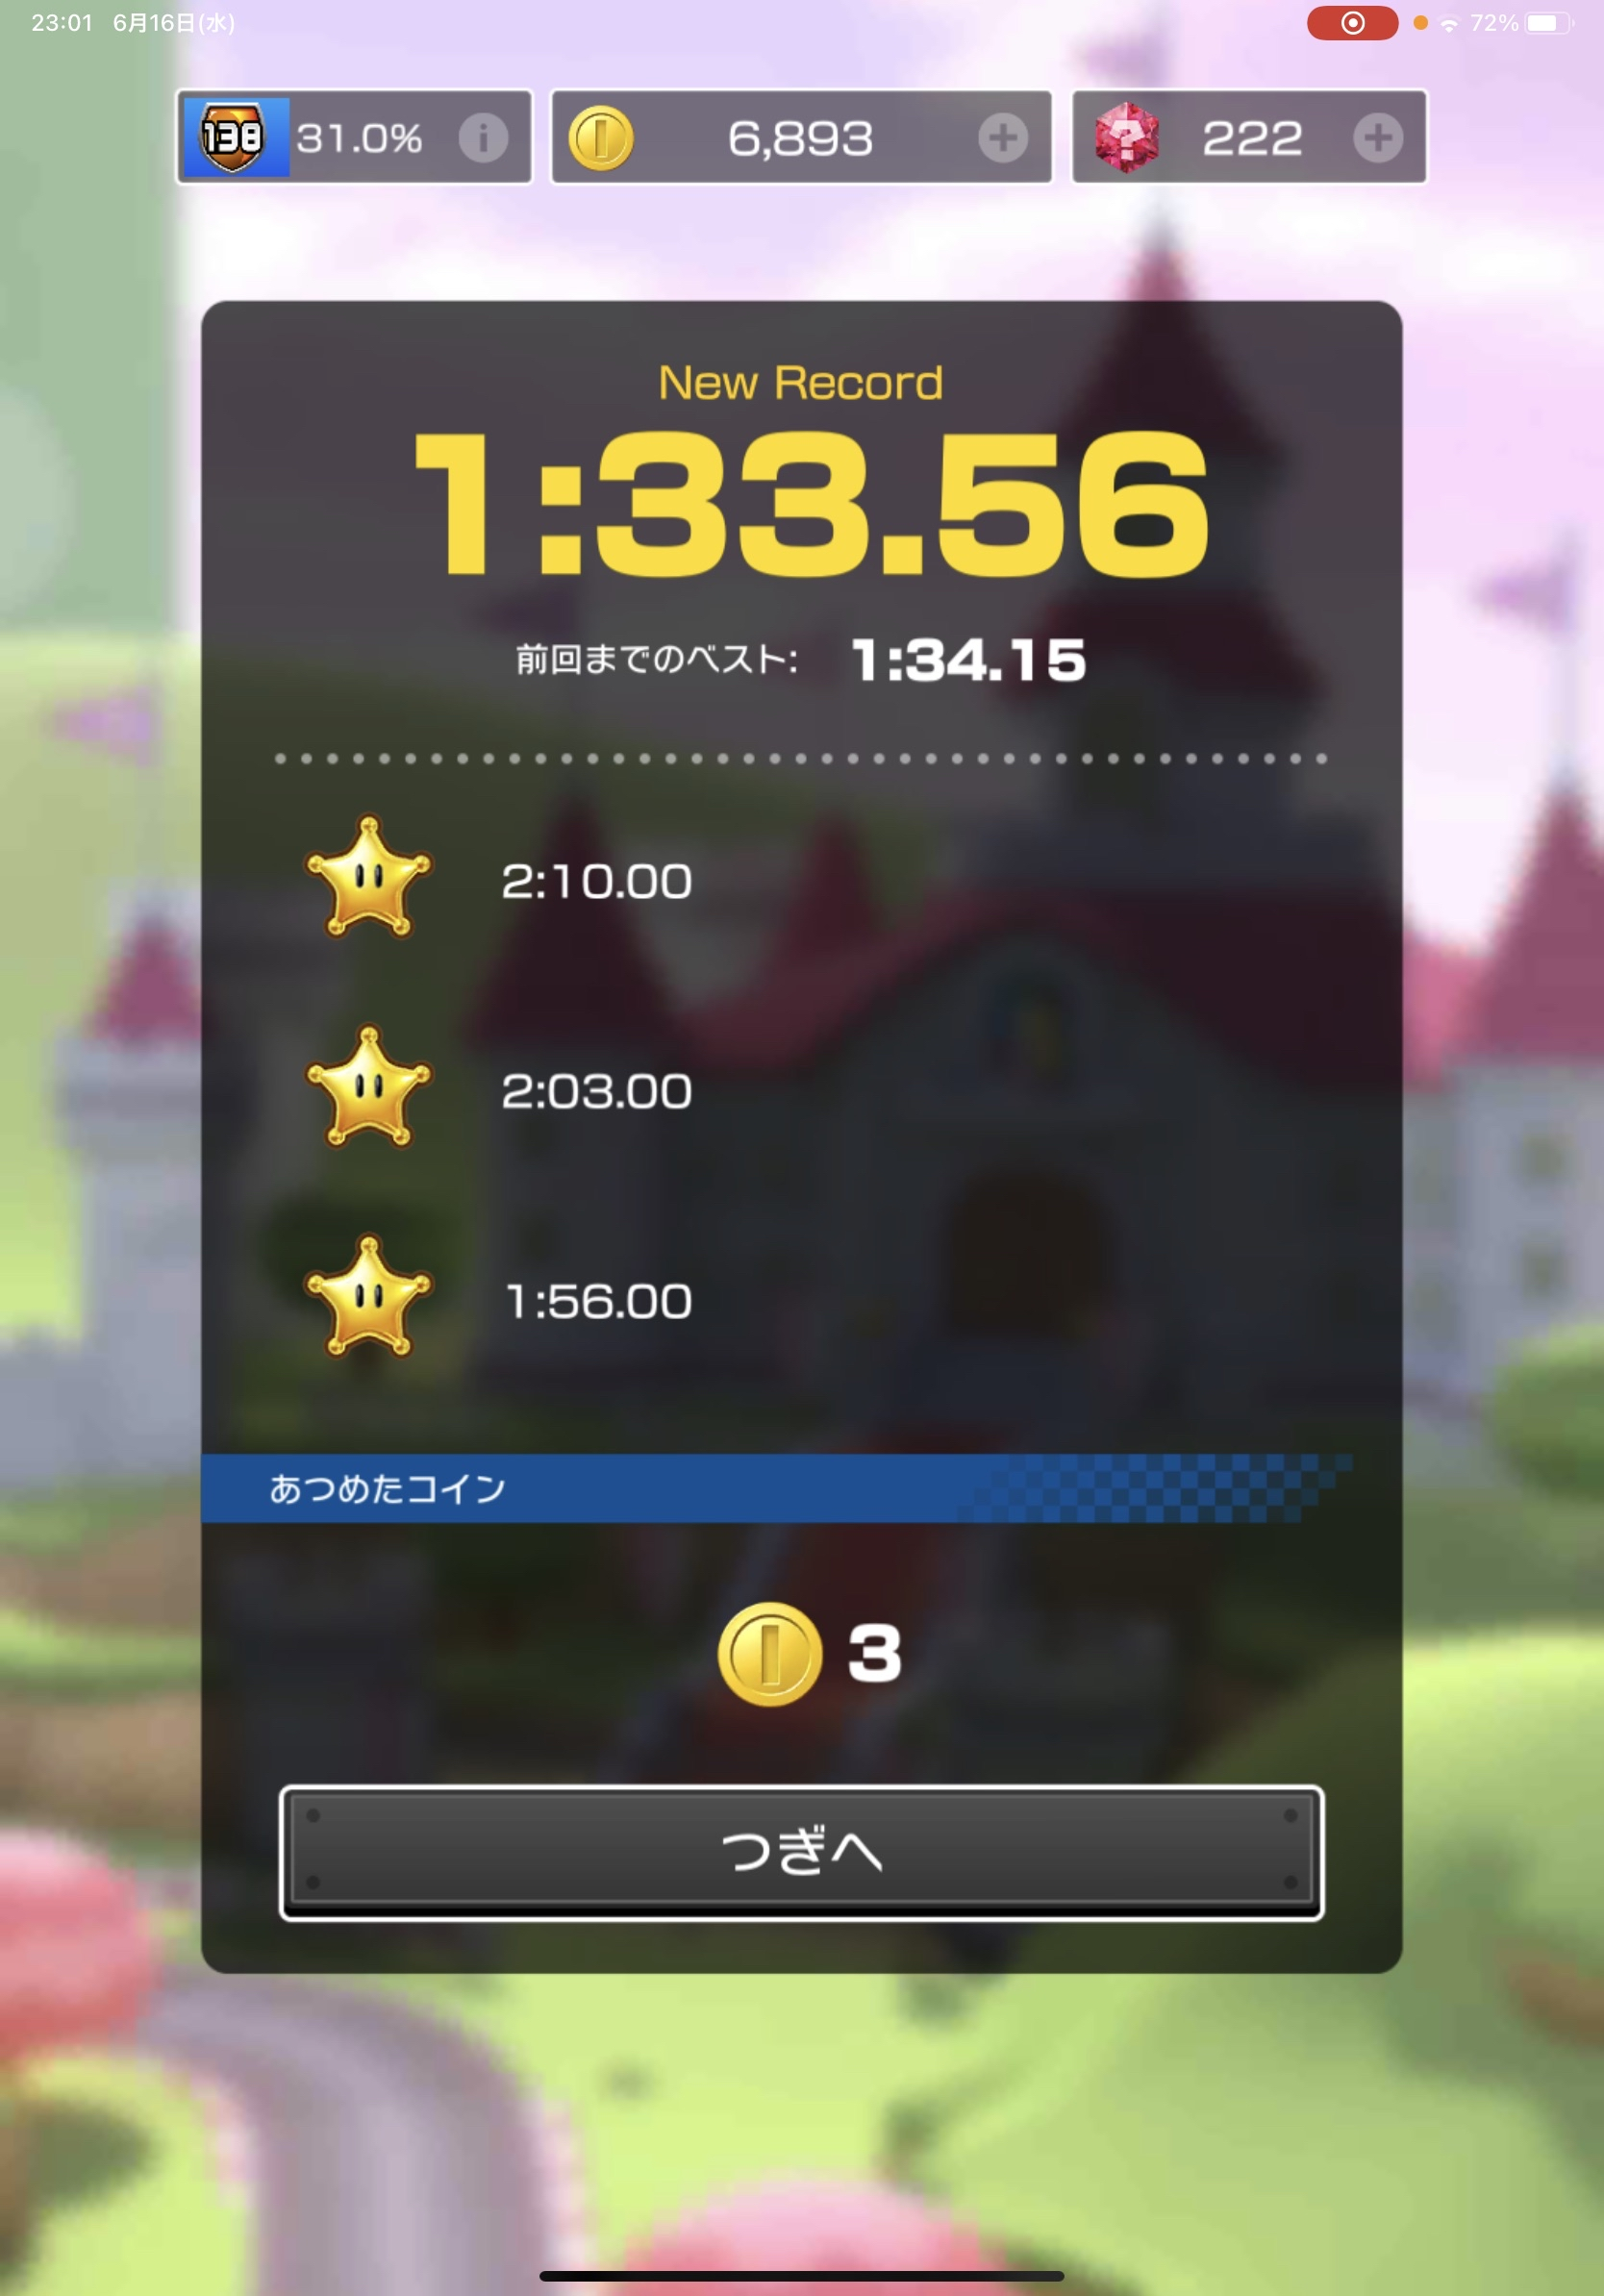 23:01 6月16日(水) 72%
138 31.0% i 6,893 + ? 222 +
New Record
1:33.56
前回までのベスト: 1:34.15
2:10.00
2:03.00
1:56.00
あつめたコイン
3
つぎへ